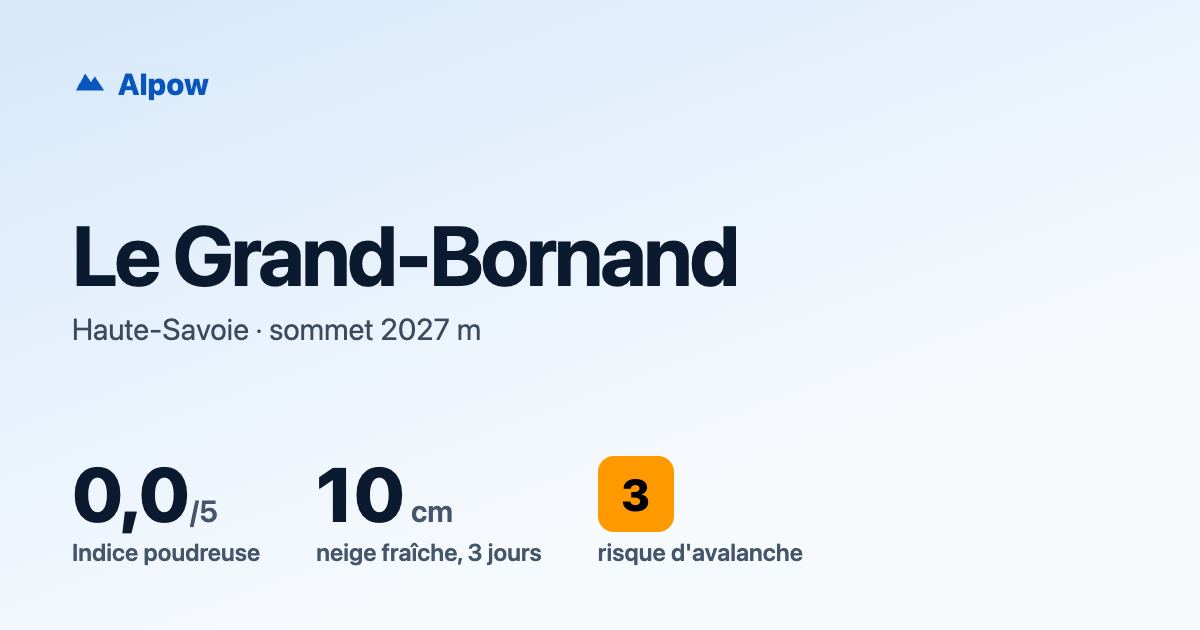 Alpow
Le Grand-Bornand
Haute-Savoie · sommet 2027 m
0,0/5
Indice poudreuse
10 cm
neige fraîche, 3 jours
3
risque d'avalanche